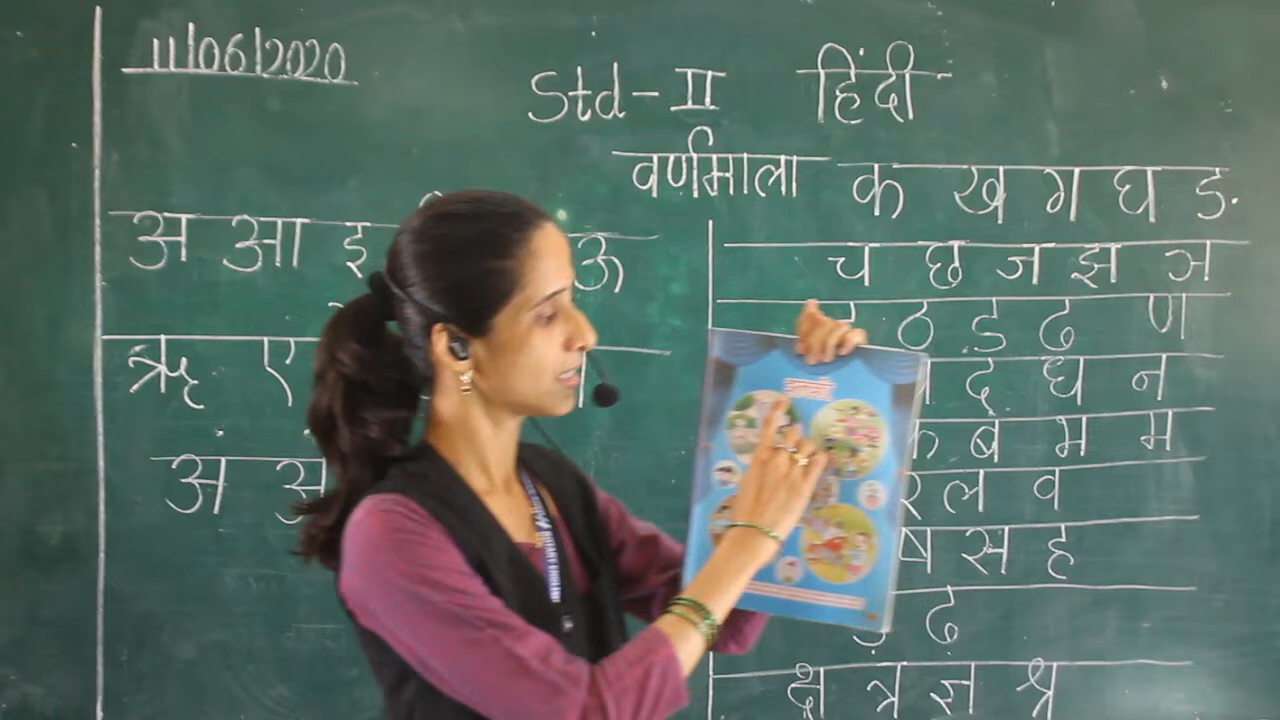 11/06/2020
Std-II हिंदी
वर्णमाला
अ आ इ ऊ
ऋ ए
अं
क ख ग घ ङ
च छ ज झ ञ
ठ ड ढ ण
द ध न
ब भ म
र ल व
ष स ह
ड़ ढ़
क्ष त्र ज्ञ श्र